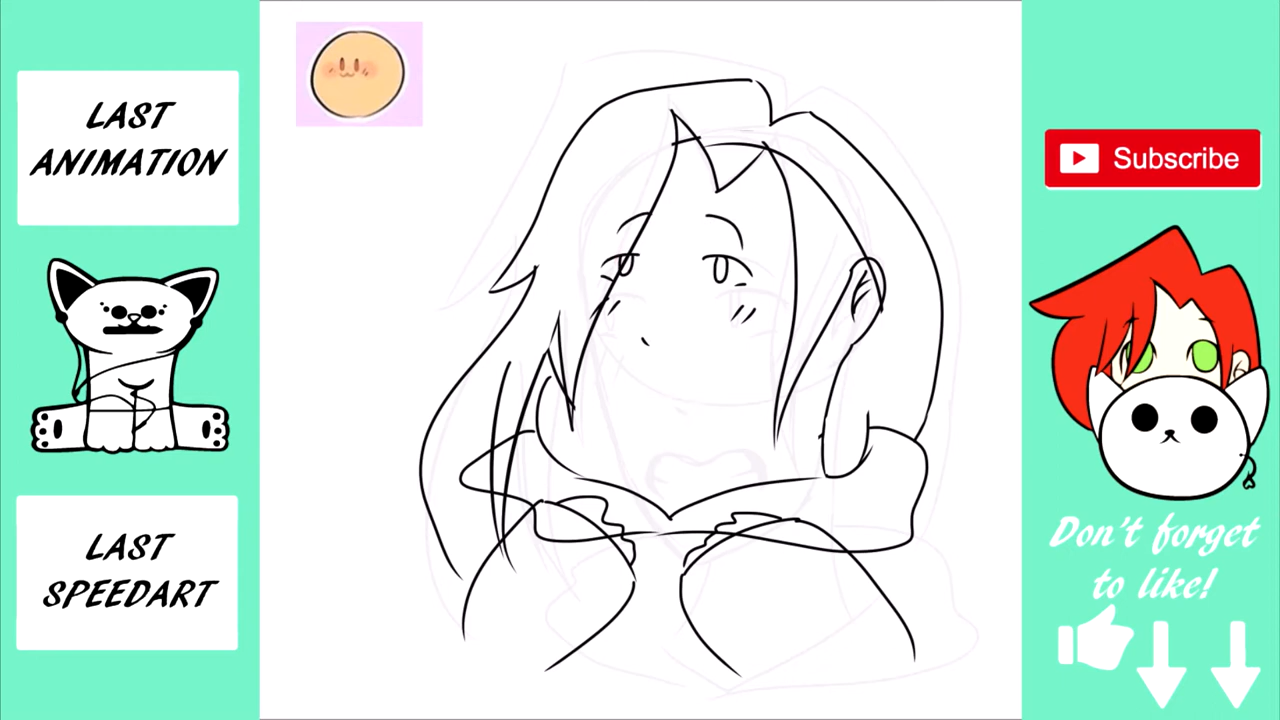 LAST
ANIMATION
LAST
SPEEDART
Subscribe
Don't forget
to like!